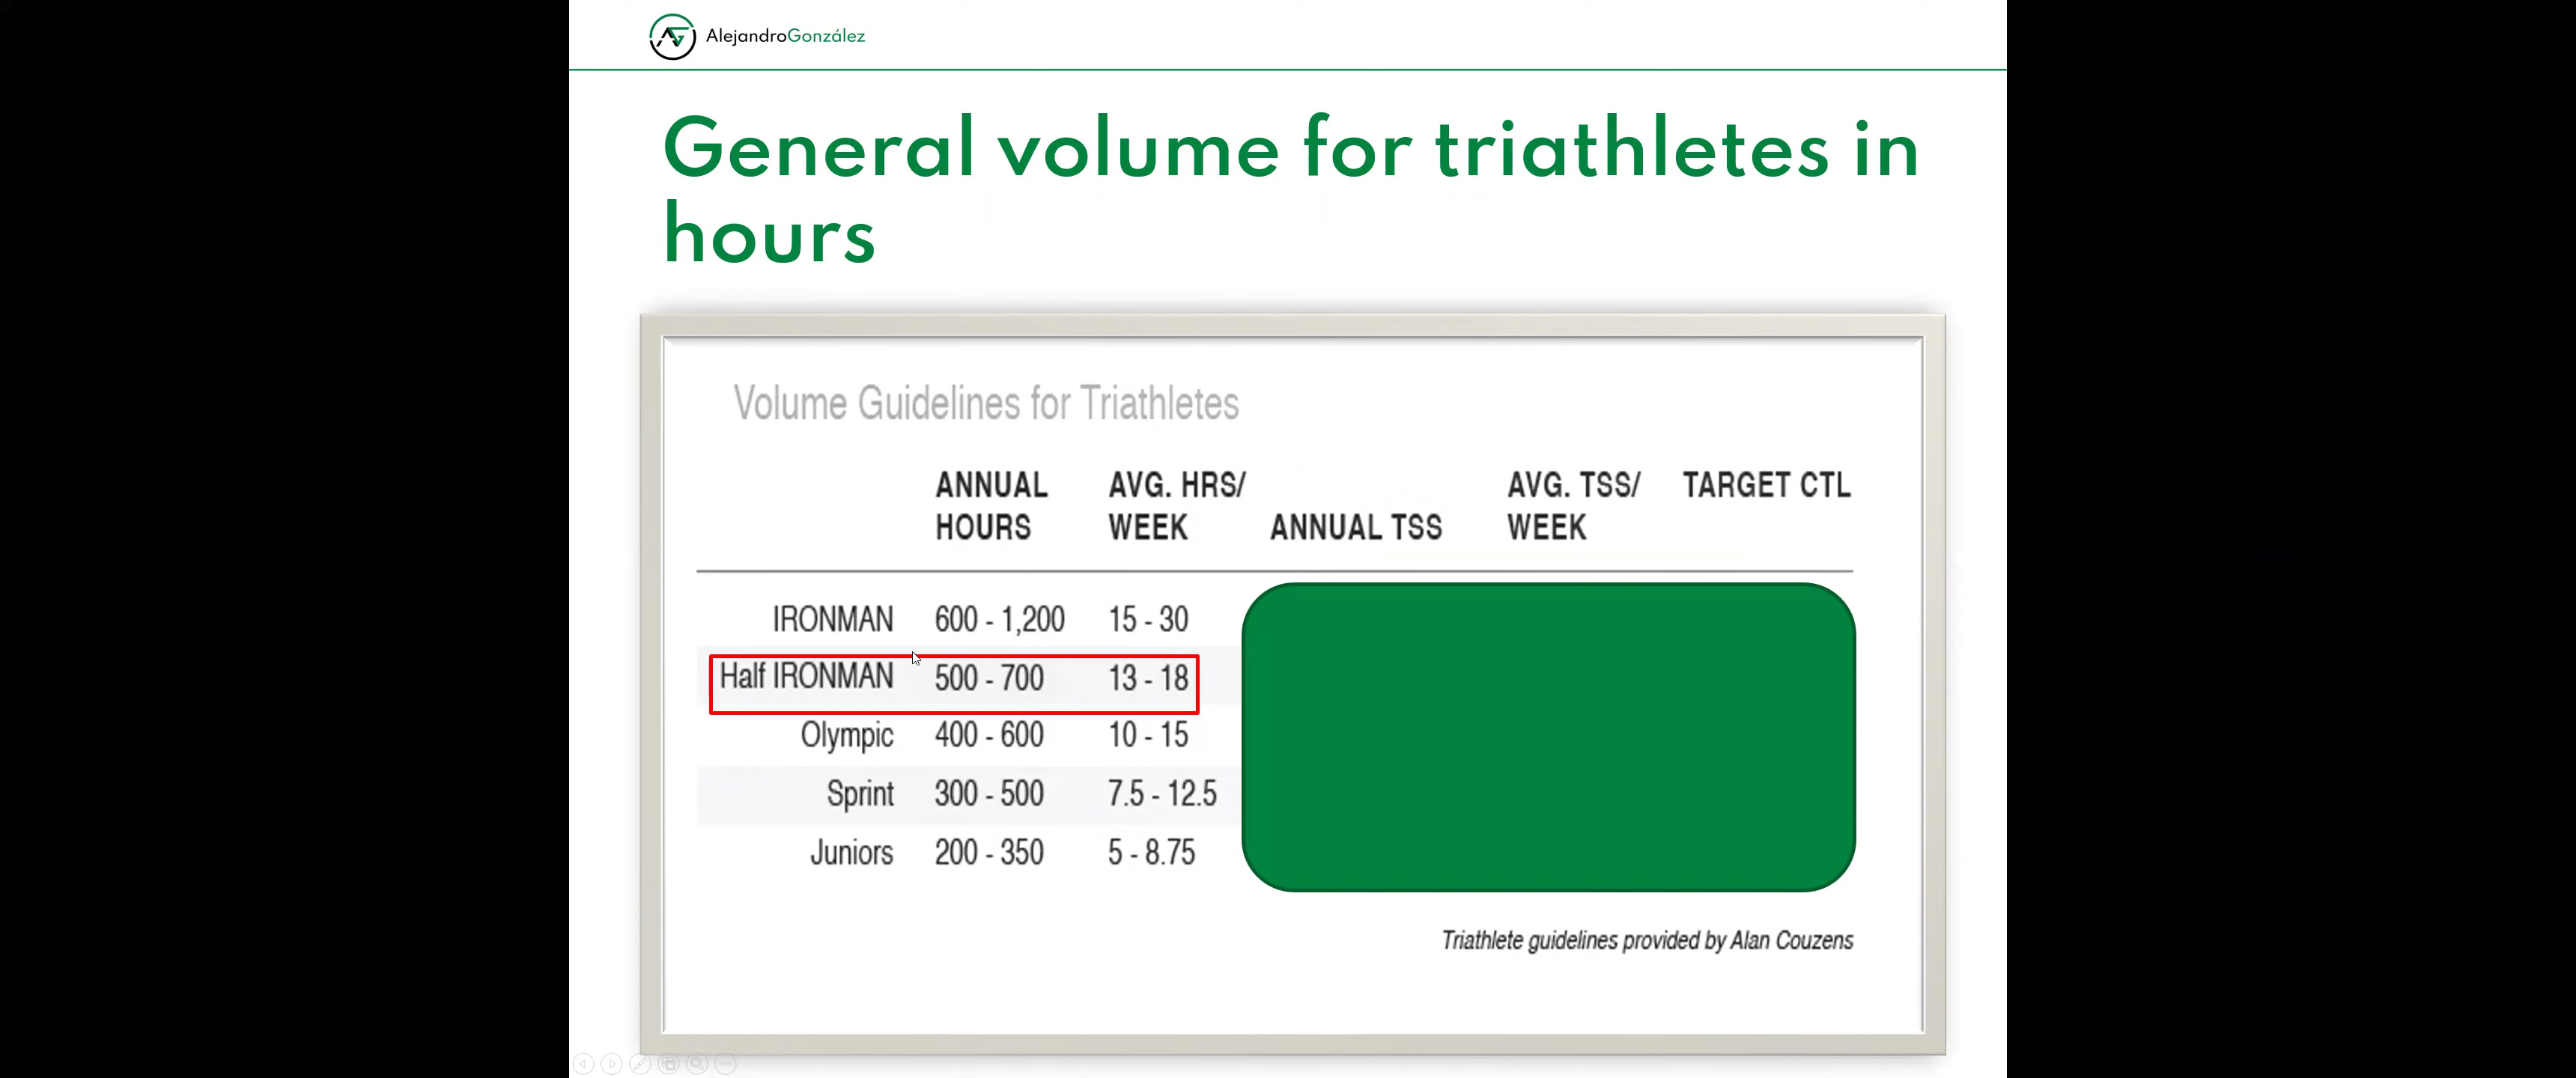 AlejandroGonzález
General volume for triathletes in
hours
Volume Guidelines for Triathletes
ANNUAL HOURS AVG. HRS/ WEEK ANNUAL TSS AVG. TSS/ WEEK TARGET CTL
IRONMAN 600 - 1,200 15 - 30
Half IRONMAN 500 - 700 13 - 18
Olympic 400 - 600 10 - 15
Sprint 300 - 500 7.5 - 12.5
Juniors 200 - 350 5 - 8.75
Triathlete guidelines provided by Alan Couzens